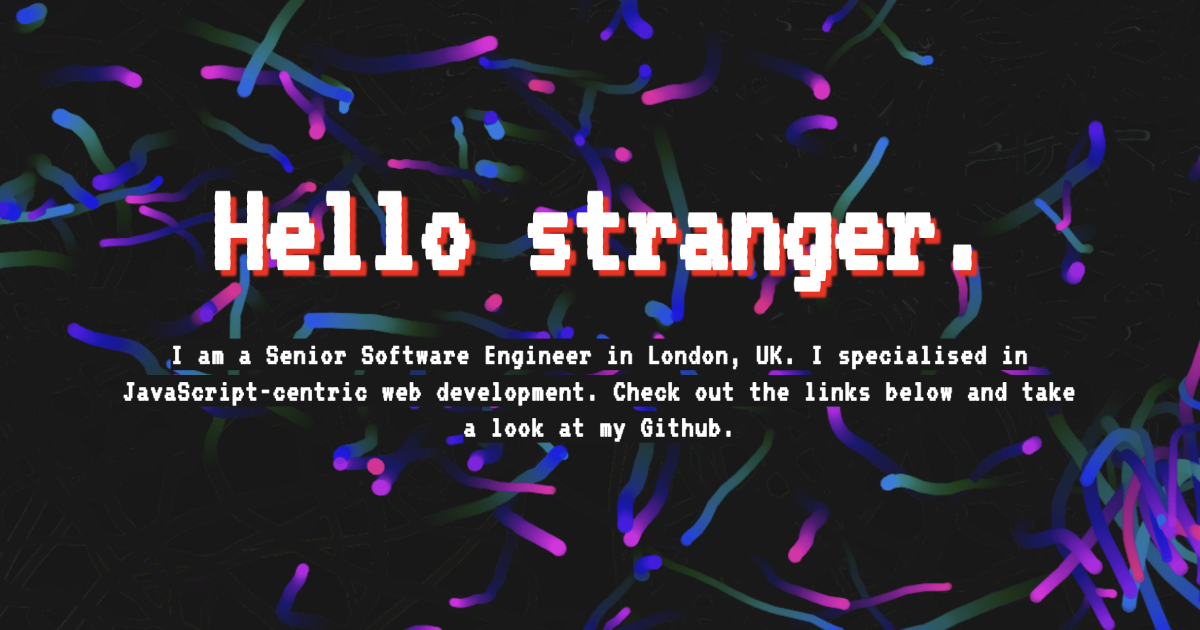 Hello stranger.
I am a Senior Software Engineer in London, UK. I specialised in
JavaScript-centric web development. Check out the links below and take
a look at my Github.